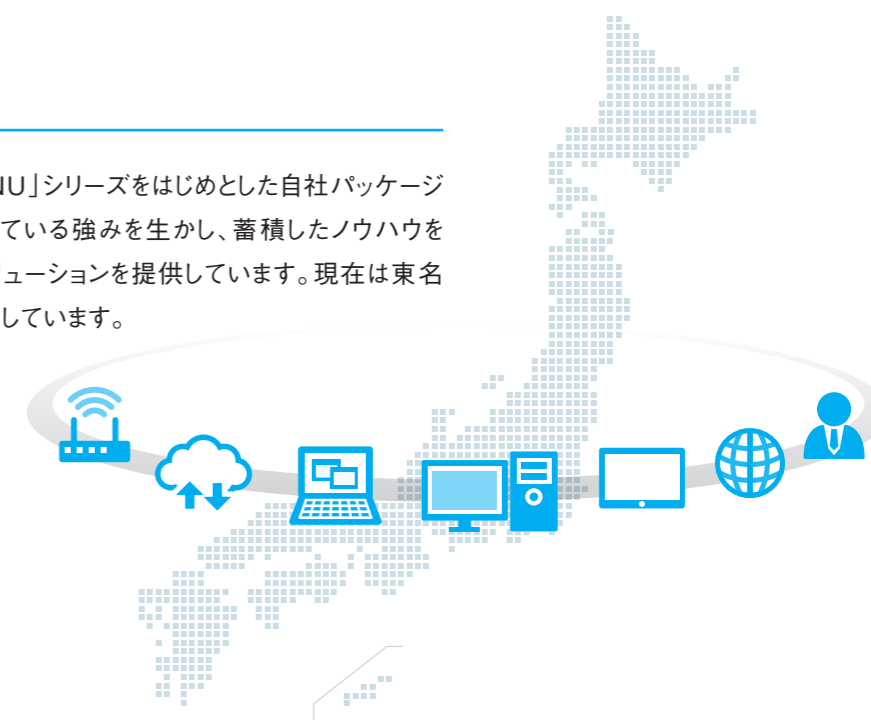 NU」シリーズをはじめとした自社パッケージ
ている強みを生かし、蓄積したノウハウを
リューションを提供しています。現在は東名
しています。